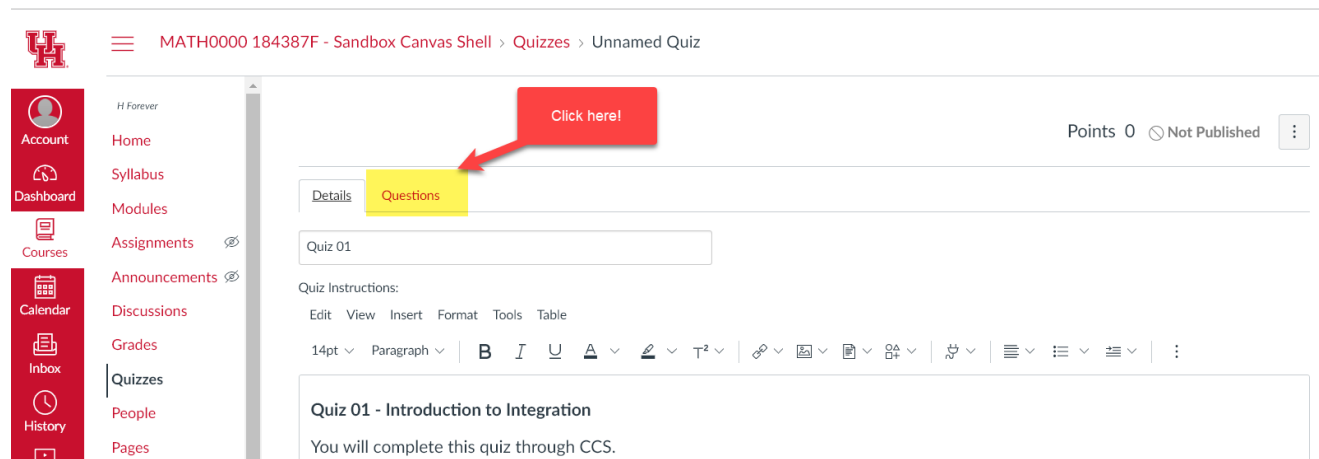 UH
MATH0000 184387F - Sandbox Canvas Shell > Quizzes > Unnamed Quiz
H Forever
Account
Dashboard
Courses
Calendar
Inbox
History
Home
Syllabus
Modules
Assignments
Announcements
Discussions
Grades
Quizzes
People
Pages
Click here!
Points 0 Not Published
Details Questions
Quiz 01
Quiz Instructions:
Edit View Insert Format Tools Table
14pt Paragraph B I U A T²
Quiz 01 - Introduction to Integration
You will complete this quiz through CCS.